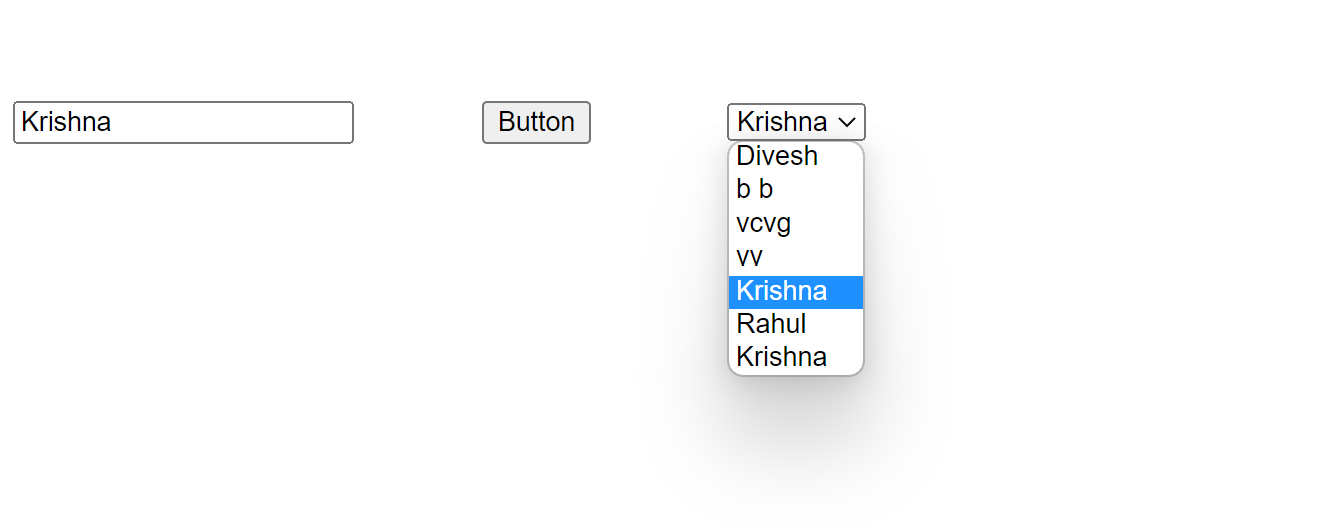 Krishna Button Krishna
Divesh
b b
vcvg
vv
Krishna
Rahul
Krishna